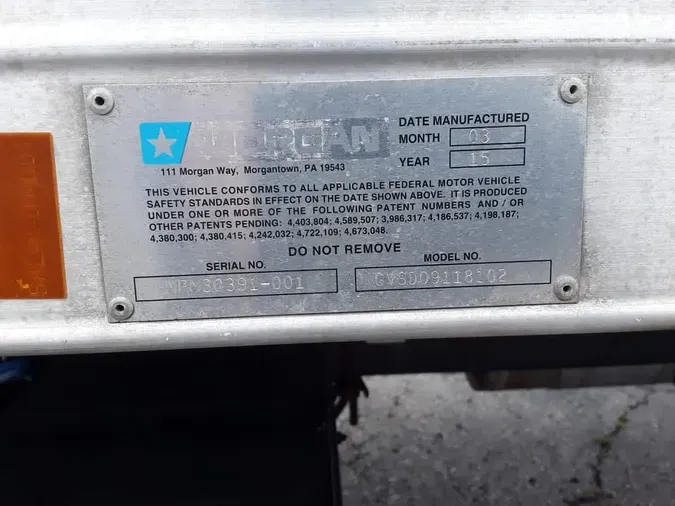 MORGAN
DATE MANUFACTURED
MONTH 03
YEAR 15
111 Morgan Way, Morgantown, PA 19543
THIS VEHICLE CONFORMS TO ALL APPLICABLE FEDERAL MOTOR VEHICLE
SAFETY STANDARDS IN EFFECT ON THE DATE SHOWN ABOVE. IT IS PRODUCED
UNDER ONE OR MORE OF THE FOLLOWING PATENT NUMBERS AND / OR
OTHER PATENTS PENDING: 4,403,804; 4,589,507; 3,986,317; 4,186,537; 4,198,187;
4,380,300; 4,380,415; 4,242,032; 4,722,109; 4,673,048.
DO NOT REMOVE
SERIAL NO.
MODEL NO.
GVSDD9118102